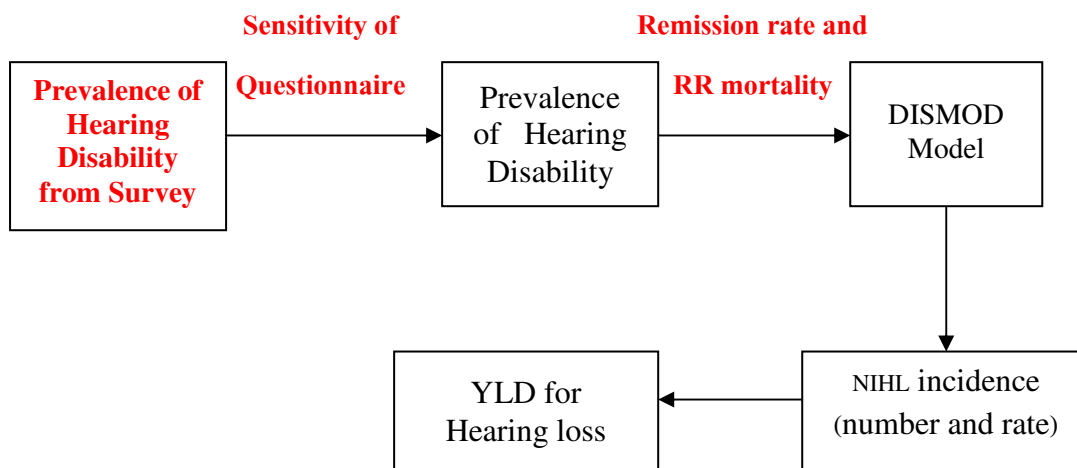 Sensitivity of
Questionnaire
Remission rate and
RR mortality
Prevalence of
Hearing
Disability
from Survey
Prevalence
of Hearing
Disability
DISMOD
Model
YLD for
Hearing loss
NIHL incidence
(number and rate)